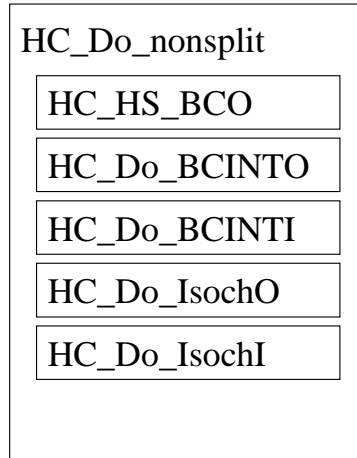 HC_Do_nonsplit
HC_HS_BCO
HC_Do_BCINTO
HC_Do_BCINTI
HC_Do_IsochO
HC_Do_IsochI